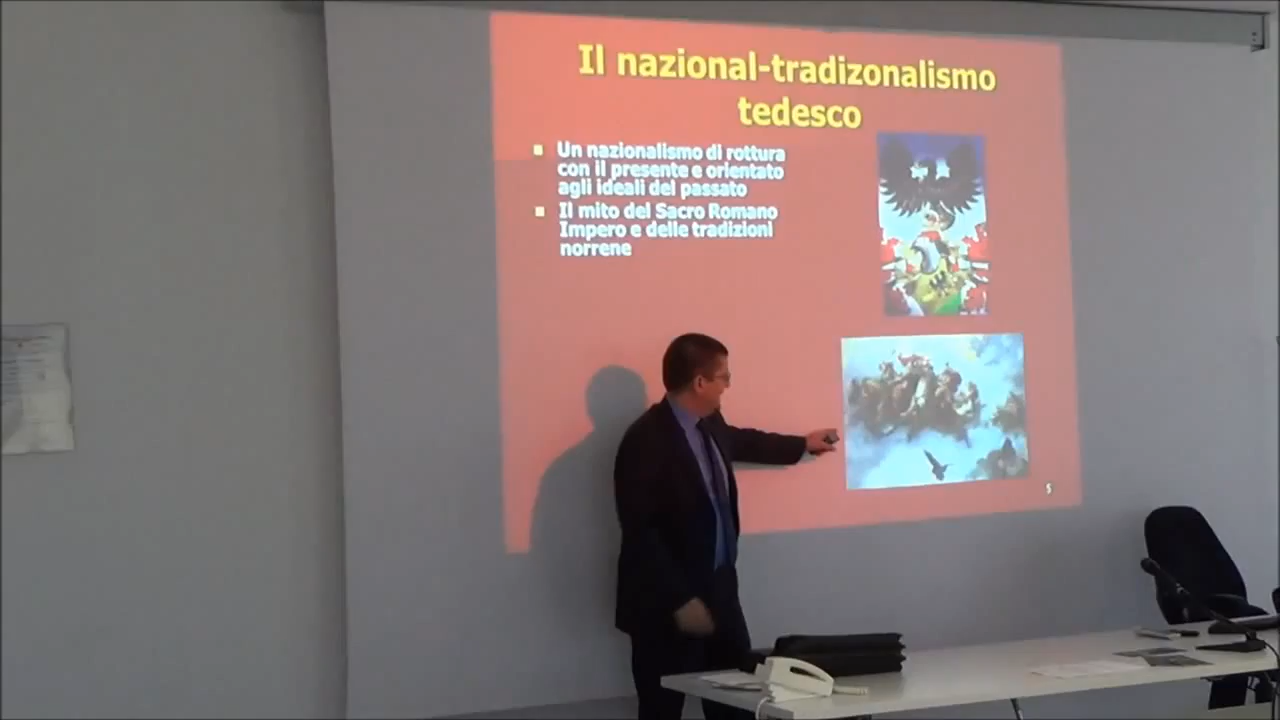 Il nazional-tradizonalismo
tedesco
Un nazionalismo di rottura
con il presente e orientato
agli ideali del passato
Il mito del Sacro Romano
Impero e delle tradizioni
norrene
5